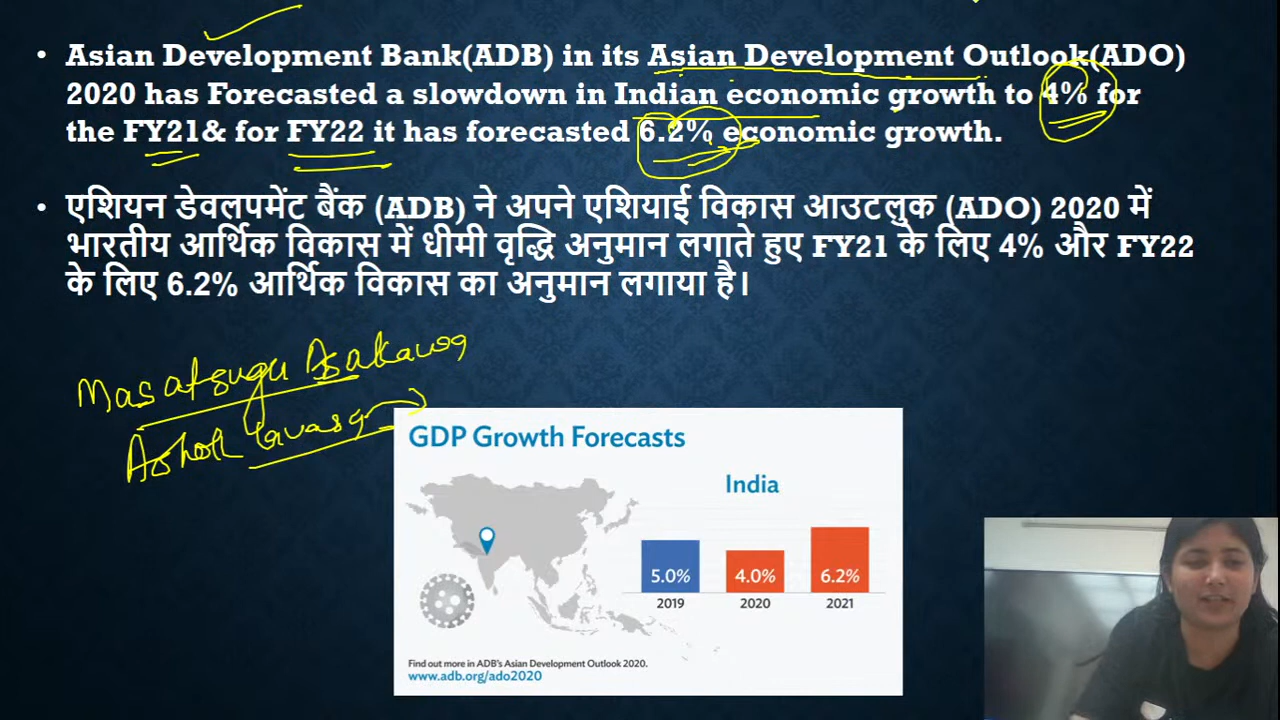 • Asian Development Bank(ADB) in its Asian Development Outlook(ADO)
2020 has Forecasted a slowdown in Indian economic growth to 4% for
the FY21& for FY22 it has forecasted 6.2% economic growth.
• एशियन डेवलपमेंट बैंक (ADB) ने अपने एशियाई विकास आउटलुक (ADO) 2020 में
भारतीय आर्थिक विकास में धीमी वृद्धि अनुमान लगाते हुए FY21 के लिए 4% और FY22
के लिए 6.2% आर्थिक विकास का अनुमान लगाया है।
Masatsugu Asakawa
Ashok Lavasa
GDP Growth Forecasts
India
5.0% 4.0% 6.2%
2019 2020 2021
Find out more in ADB's Asian Development Outlook 2020.
www.adb.org/ado2020